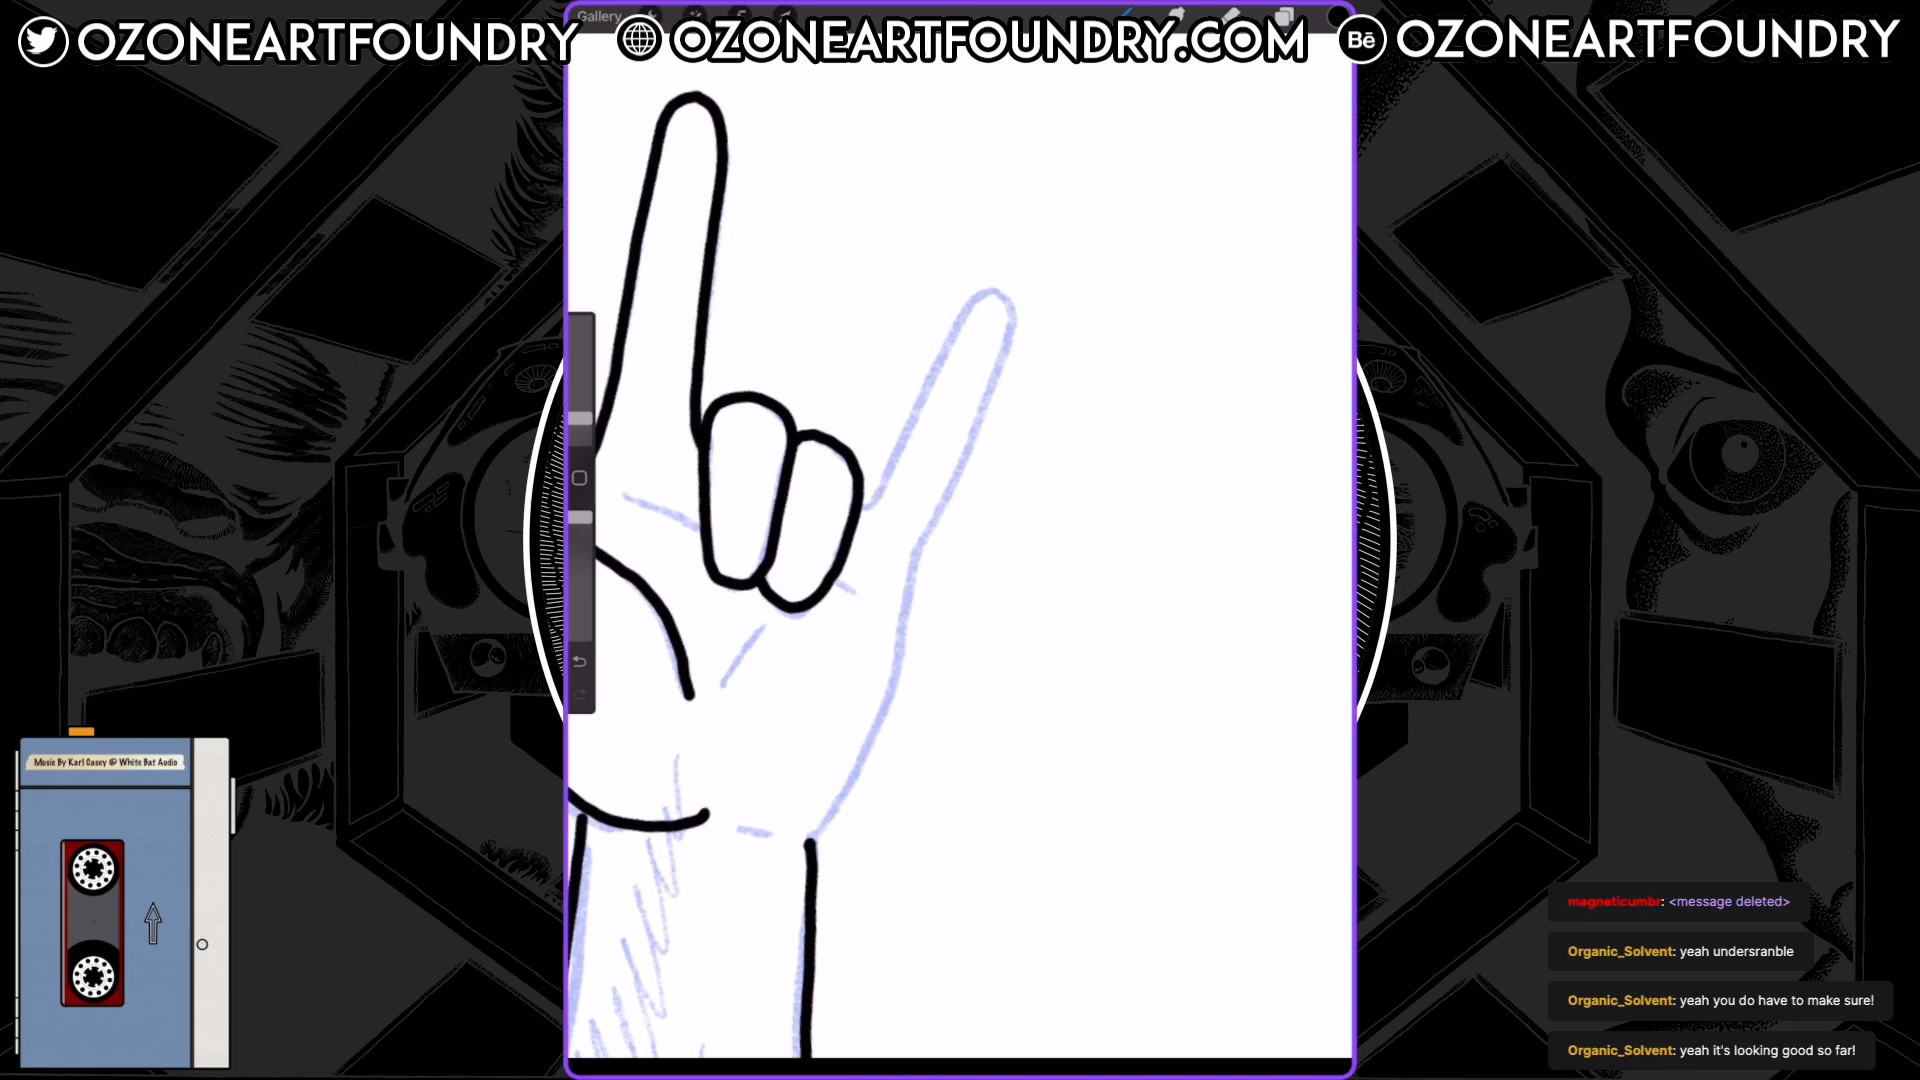 Gallery
OZONEARTFOUNDRY
OZONEARTFOUNDRY.COM
Bē OZONEARTFOUNDRY
Music By Karl Casey @ White Bat Audio
magneticumbr: <message deleted>
Organic_Solvent: yeah undersranble
Organic_Solvent: yeah you do have to make sure!
Organic_Solvent: yeah it's looking good so far!